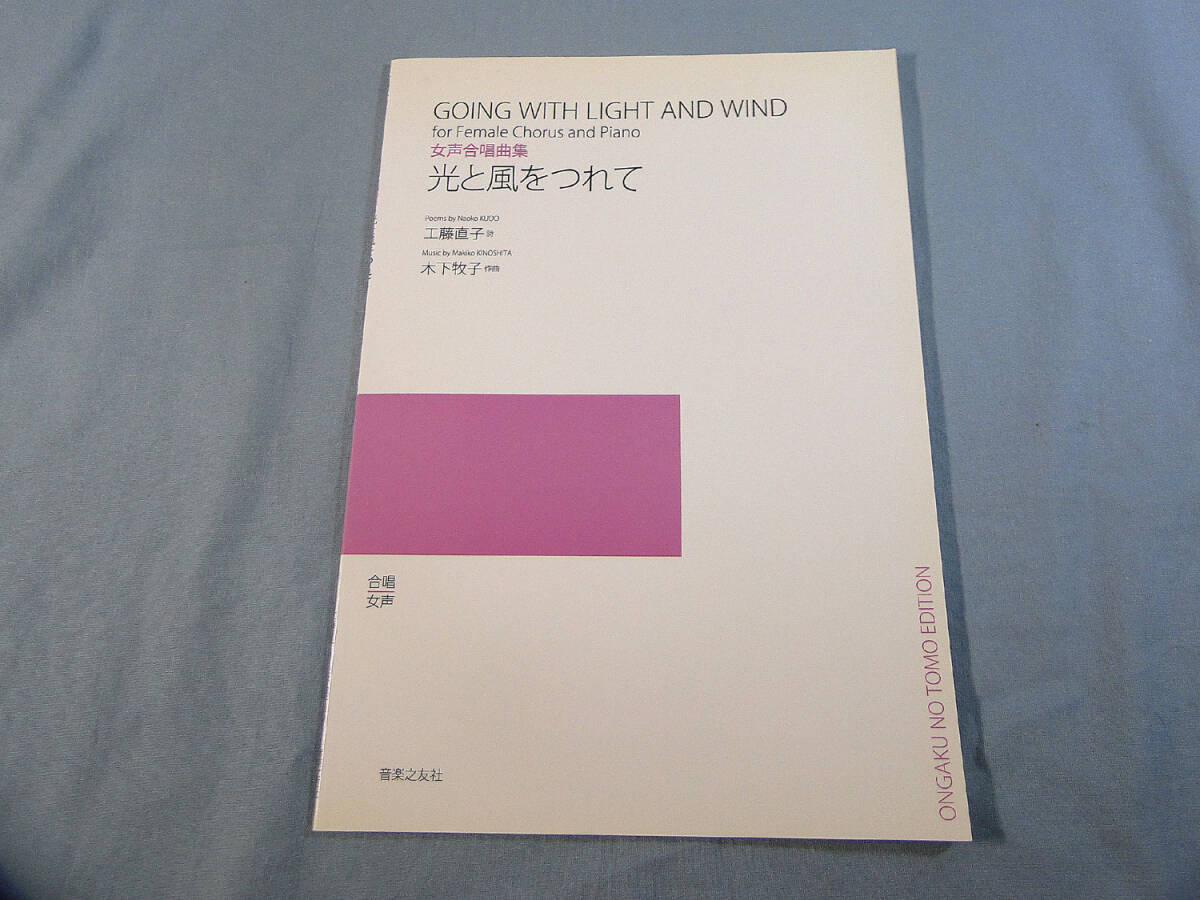 GOING WITH LIGHT AND WIND
for Female Chorus and Piano
女声合唱曲集
光と風をつれて
Poems by Naoko KUDO
工藤直子 詩
Music by Makiko KINOSHITA
木下牧子 作曲
合唱
女声
ONGAKU NO TOMO EDITION
音楽之友社